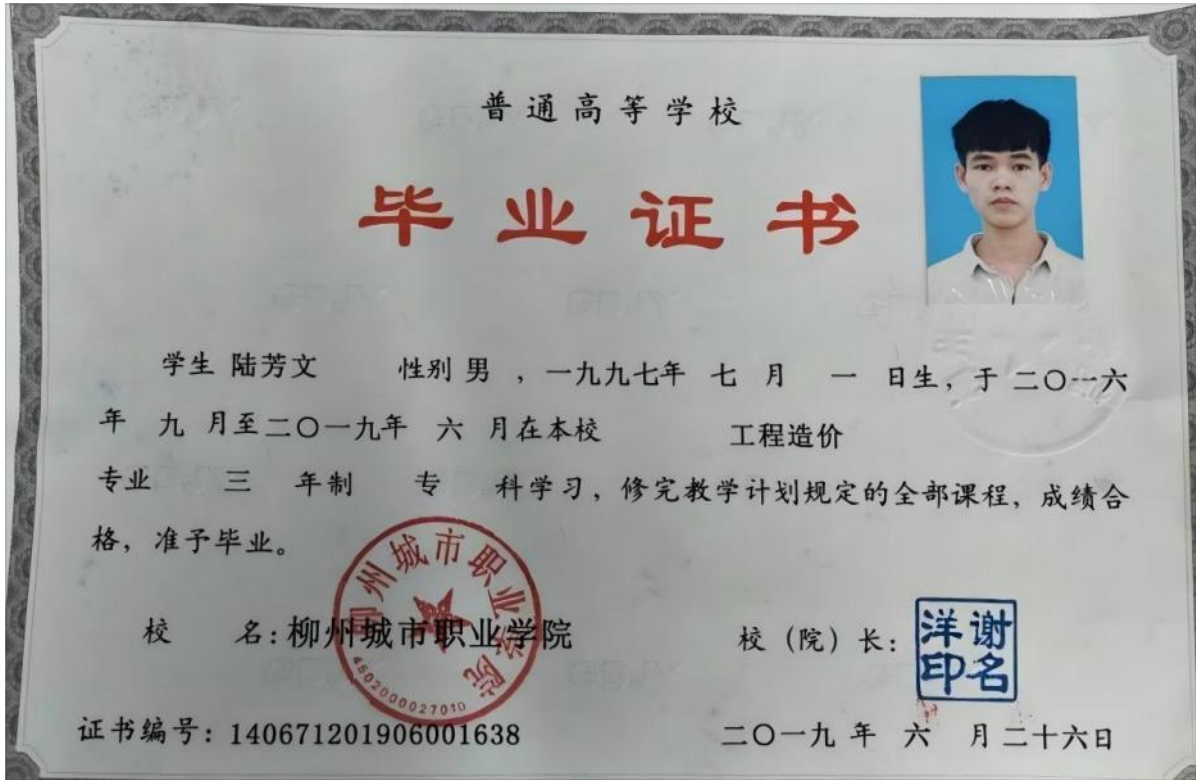 普通高等学校
毕业证书
学生 陆芳文 性别 男 ，一九九七年 七 月 一 日生，于 二〇一六
年 九 月至二〇一九年 六 月在本校 工程造价
专业 三 年制 专 科学习，修完教学计划规定的全部课程，成绩合
格，准予毕业。
校 名：柳州城市职业学院
柳州城市职业学院
4502000027010
校（院）长：
谢名洋印
证书编号：140671201906001638
二〇一九 年 六 月 二十六日